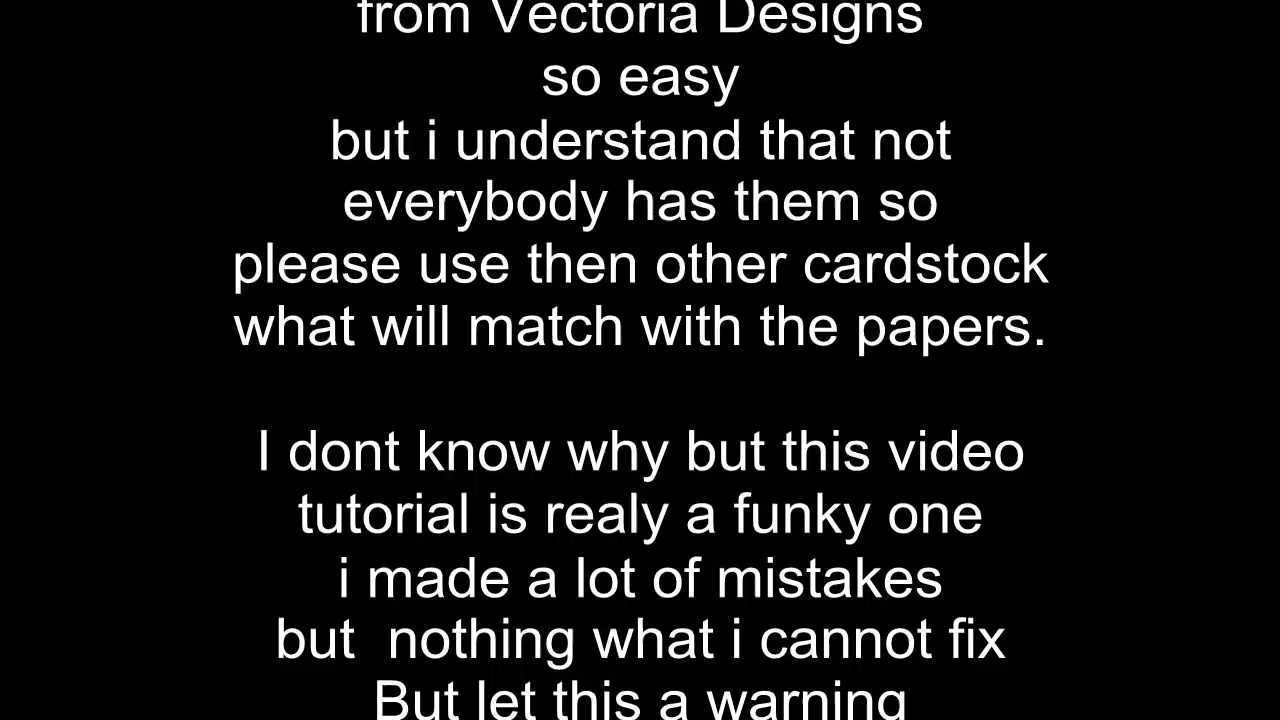 from Vectoria Designs
so easy
but i understand that not
everybody has them so
please use then other cardstock
what will match with the papers.
I dont know why but this video
tutorial is realy a funky one
i made a lot of mistakes
but  nothing what i cannot fix
But let this a warning